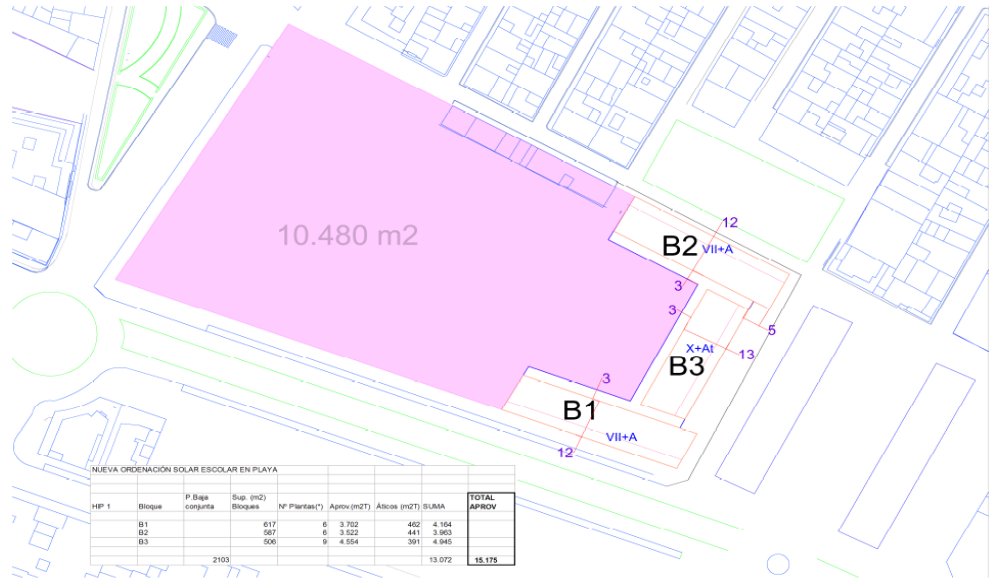 10.480 m2
12
B2 VII+A
3
3
5
X+At
13
B3
3
B1
VII+A
12
NUEVA ORDENACIÓN SOLAR ESCOLAR EN PLAYA
HIP 1 Bloque P.Baja conjunta Sup. (m2) Bloques Nº Plantas(*) Aprov.(m2T) Áticos (m2T) SUMA TOTAL APROV
B1 617 6 3.702 462 4.164
B2 587 6 3.522 441 3.963
B3 506 9 4.554 391 4.945
2103 13.072 15.175